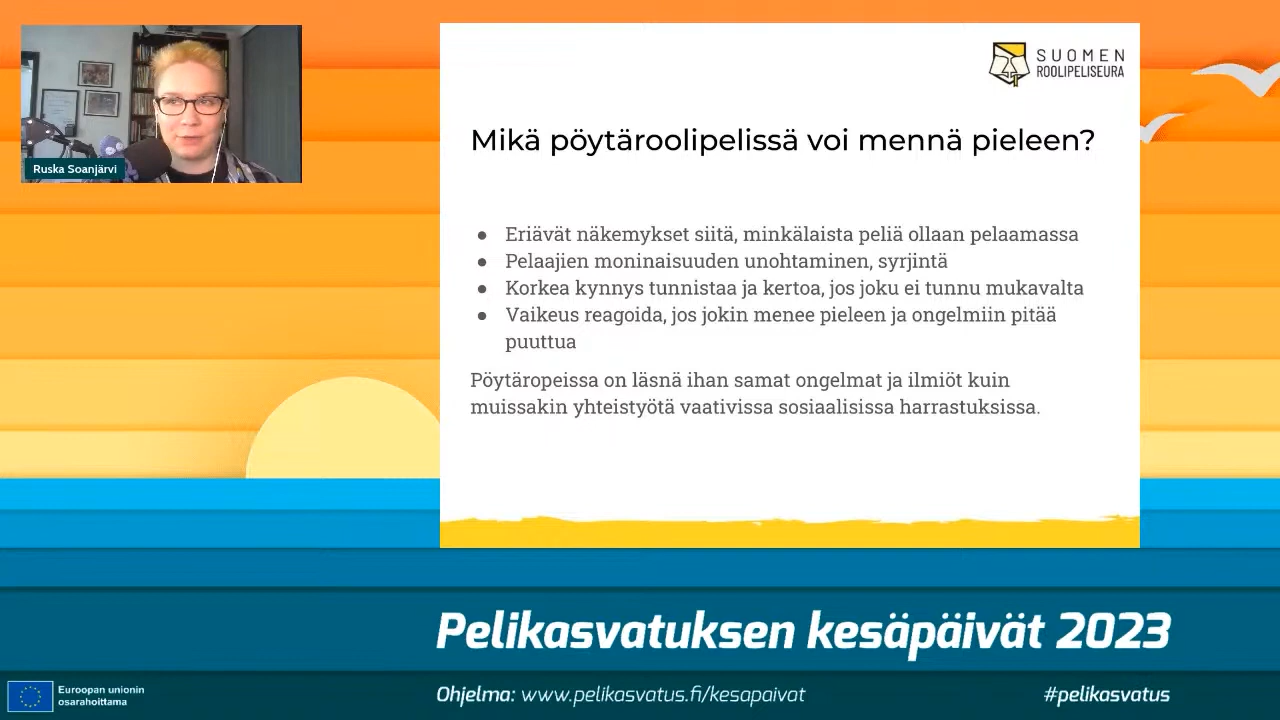 Ruska Soanjärvi
SUOMEN
ROOLIPELISEURA
Mikä pöytäroolipelissä voi mennä pieleen?
● Eriävät näkemykset siitä, minkälaista peliä ollaan pelaamassa
● Pelaajien moninaisuuden unohtaminen, syrjintä
● Korkea kynnys tunnistaa ja kertoa, jos joku ei tunnu mukavalta
● Vaikeus reagoida, jos jokin menee pieleen ja ongelmiin pitää
puuttua
Pöytäropeissa on läsnä ihan samat ongelmat ja ilmiöt kuin
muissakin yhteistyötä vaativissa sosiaalisissa harrastuksissa.
Pelikasvatuksen kesäpäivät 2023
Euroopan unionin
osarahoittama
Ohjelma: www.pelikasvatus.fi/kesapaivat
#pelikasvatus